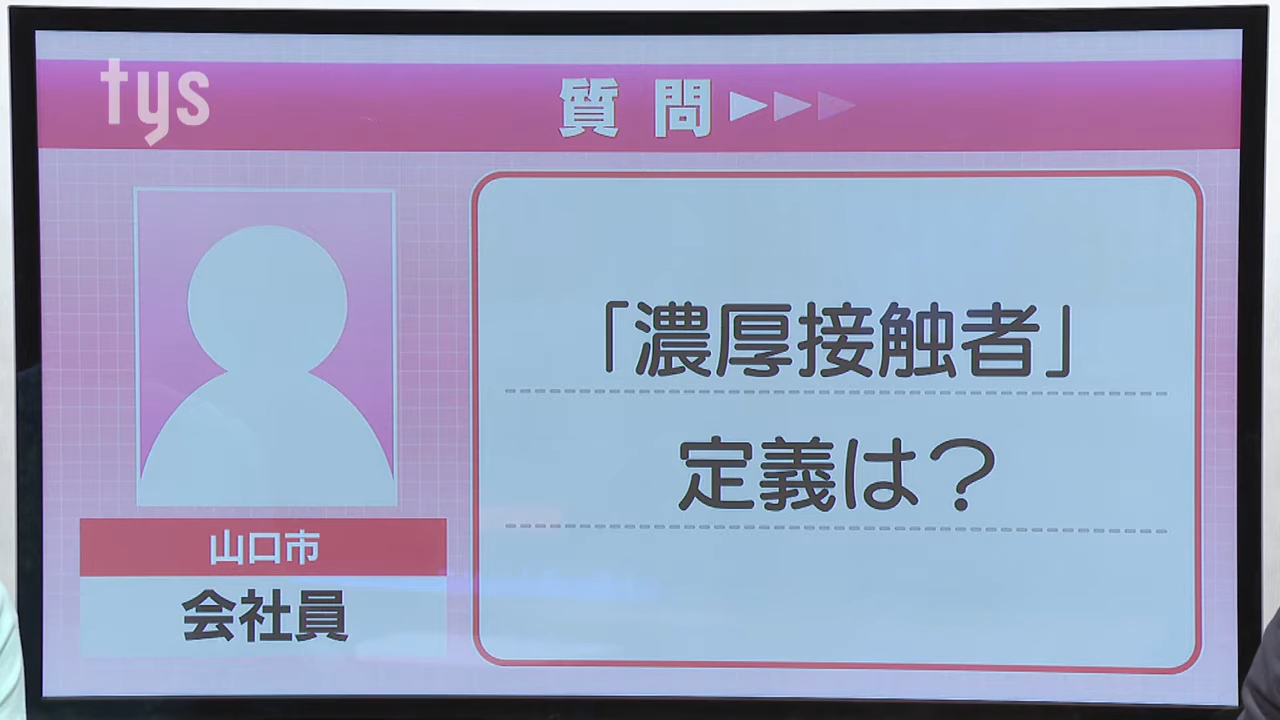 tys
質問
「濃厚接触者」
定義は?
山口市
会社員